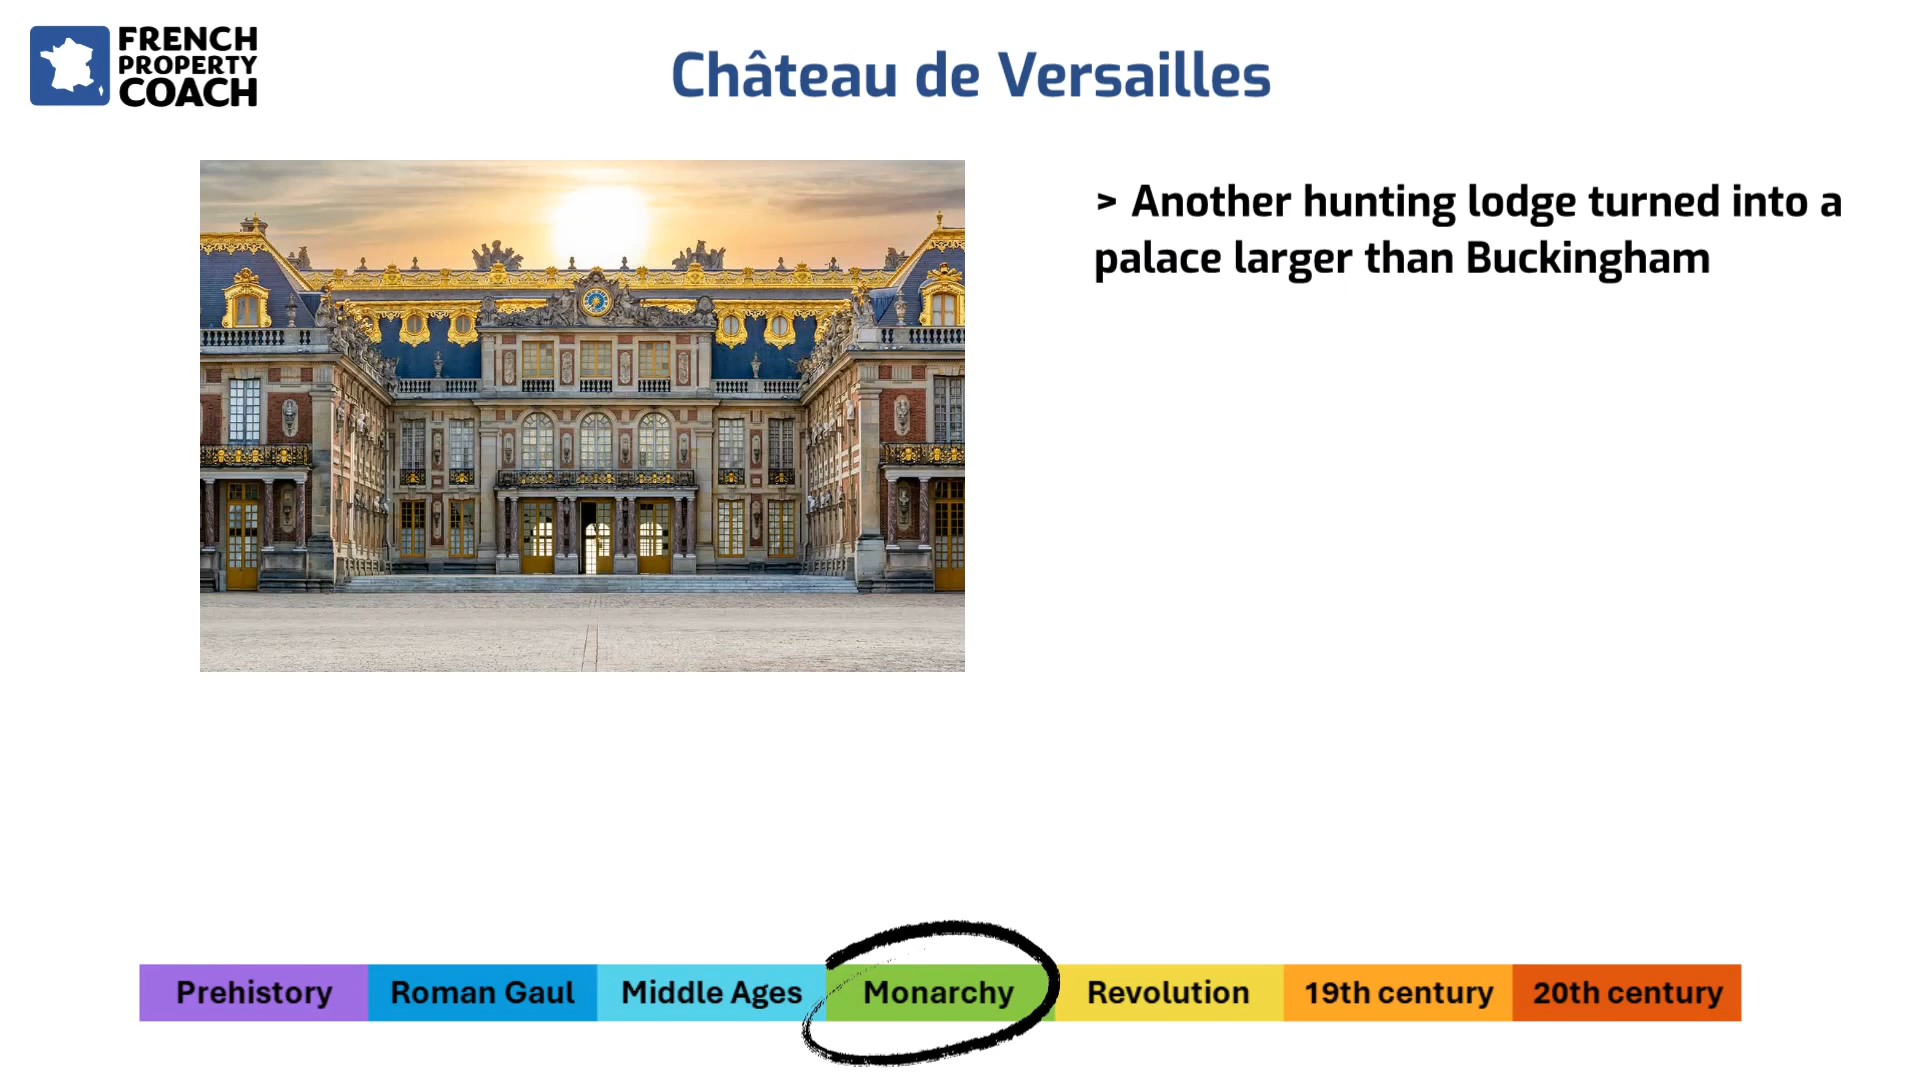 FRENCH
PROPERTY
COACH
Château de Versailles
> Another hunting lodge turned into a
palace larger than Buckingham
Prehistory
Roman Gaul
Middle Ages
Monarchy
Revolution
19th century
20th century